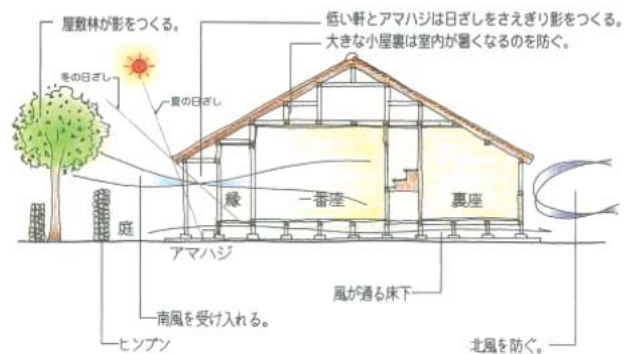 屋敷林が影をつくる。
低い軒とアマハジは日ざしをさえぎり影をつくる。
大きな小屋裏は室内が暑くなるのを防ぐ。
冬の日ざし
夏の日ざし
庭
縁
一番座
裏座
アマハジ
風が通る床下
南風を受け入れる。
ヒンプン
北風を防ぐ。